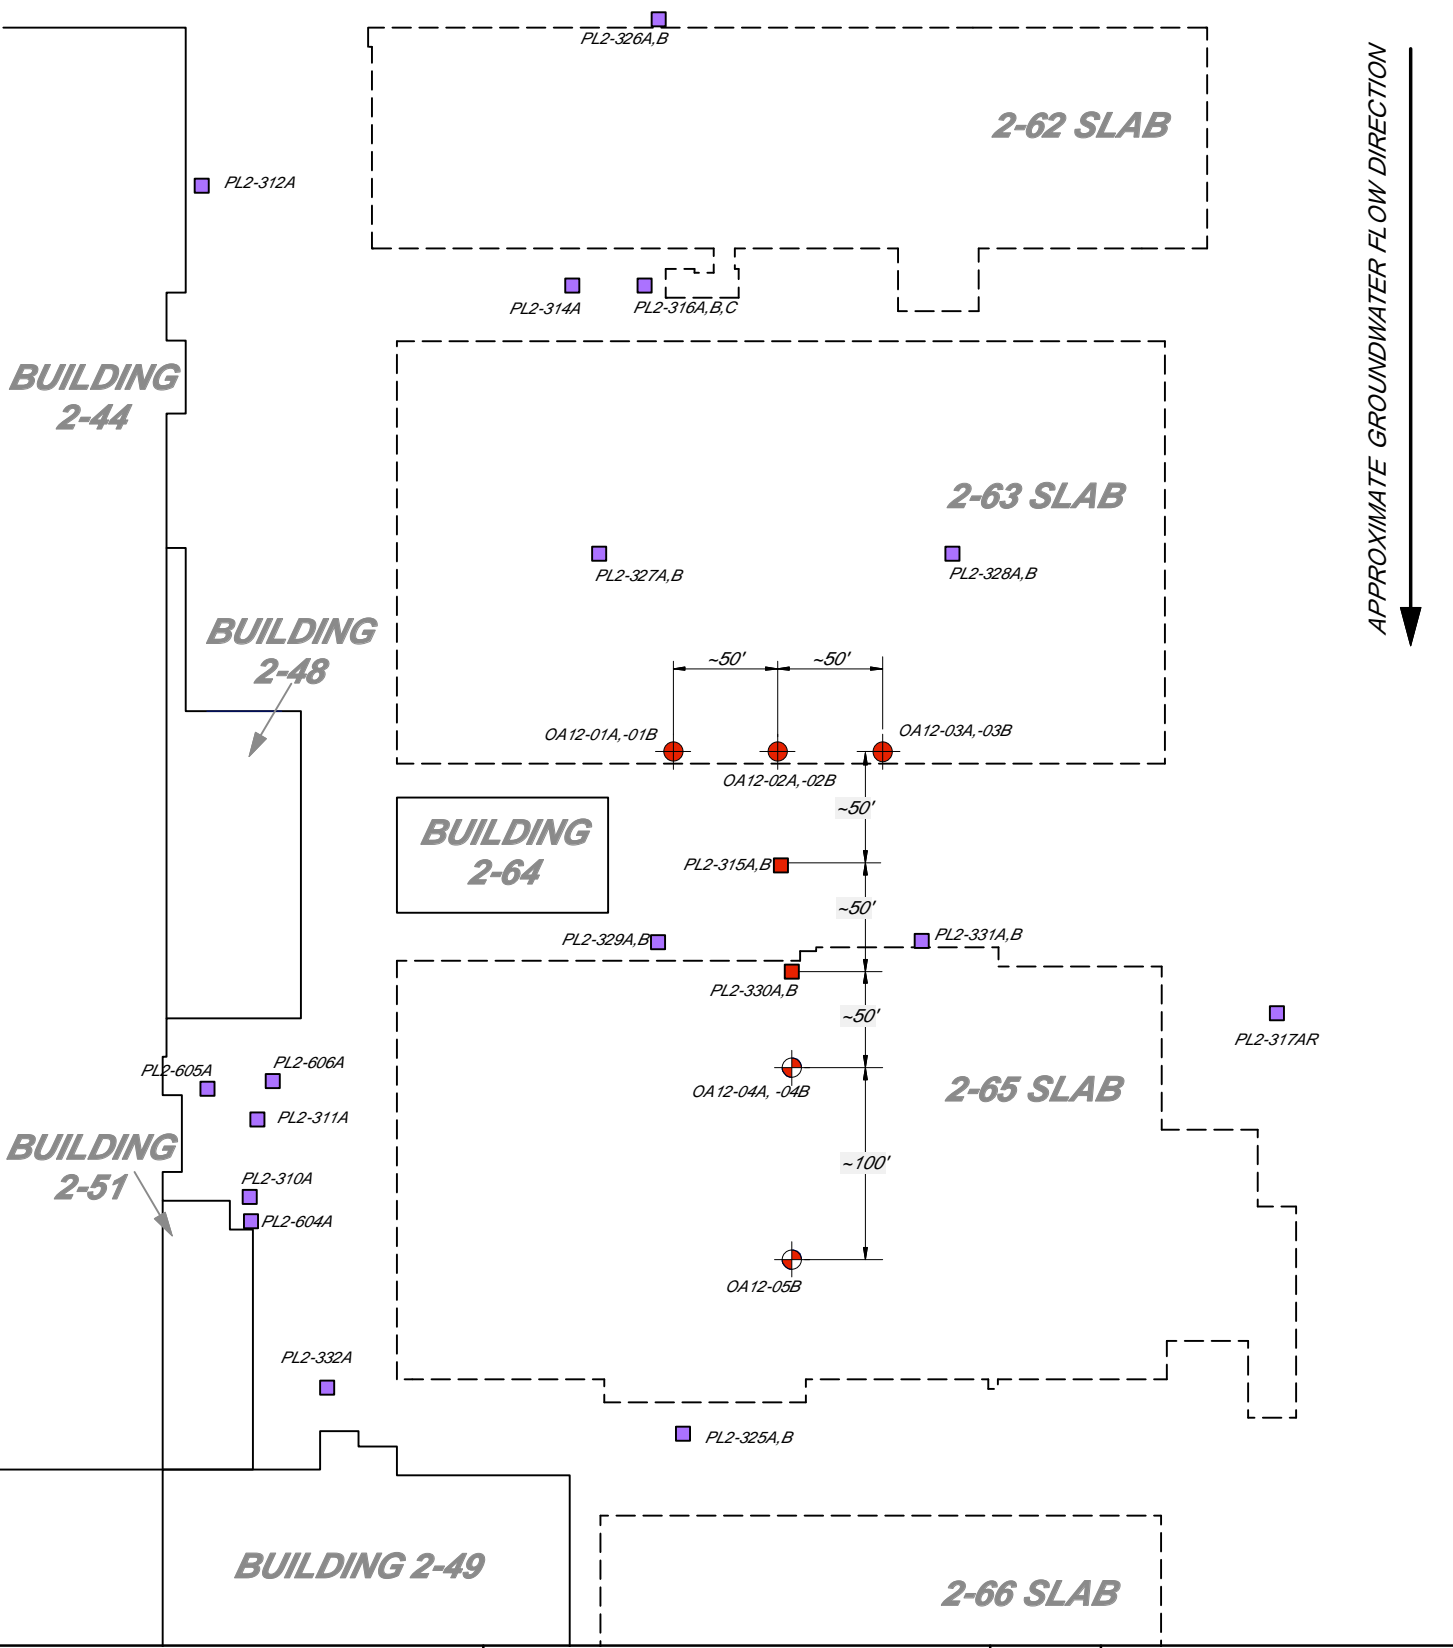 PL2-326A,B
2-62 SLAB
APPROXIMATE GROUNDWATER FLOW DIRECTION
PL2-312A
PL2-314A
PL2-316A,B,C
BUILDING
2-44
2-63 SLAB
PL2-327A,B
PL2-328A,B
BUILDING
2-48
~50'
~50'
OA12-01A,-01B
OA12-03A,-03B
OA12-02A,-02B
~50'
BUILDING
2-64
PL2-315A,B
~50'
PL2-329A,B
PL2-331A,B
PL2-330A,B
~50'
PL2-317AR
PL2-605A
PL2-606A
OA12-04A, -04B
2-65 SLAB
PL2-311A
BUILDING
2-51
~100'
PL2-310A
PL2-604A
OA12-05B
PL2-332A
PL2-325A,B
BUILDING 2-49
2-66 SLAB